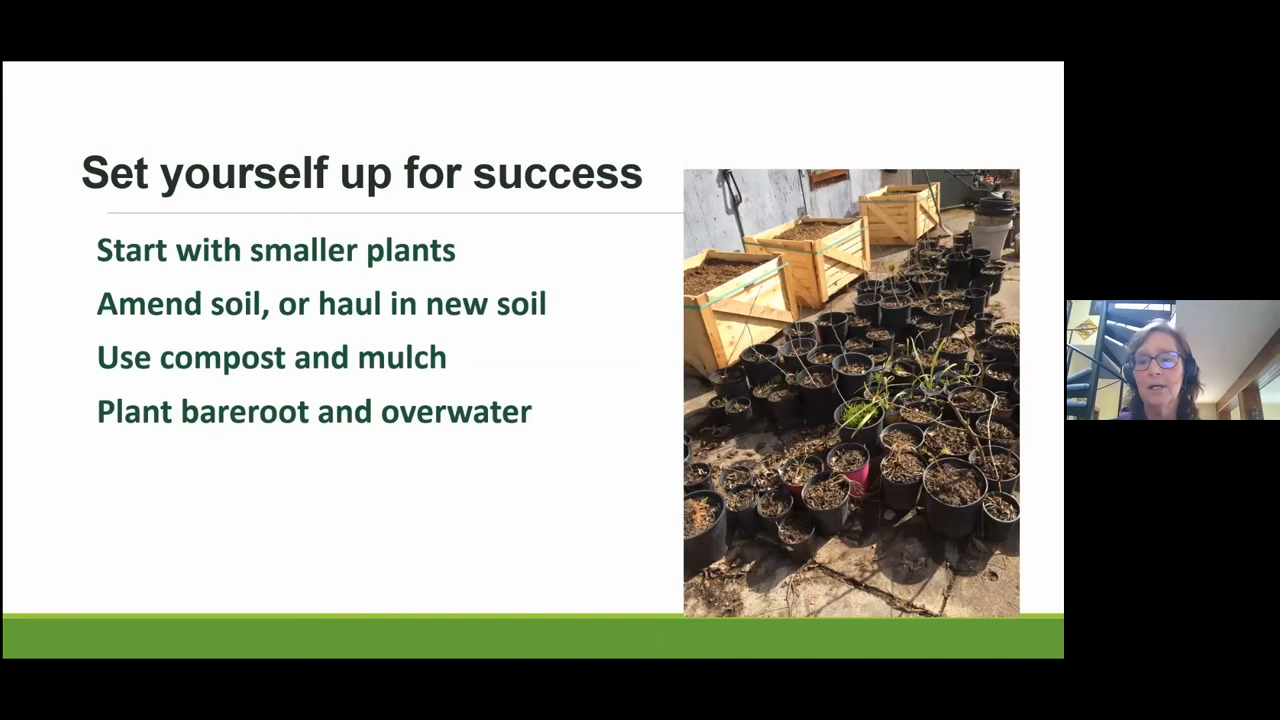 Set yourself up for success
Start with smaller plants
Amend soil, or haul in new soil
Use compost and mulch
Plant bareroot and overwater